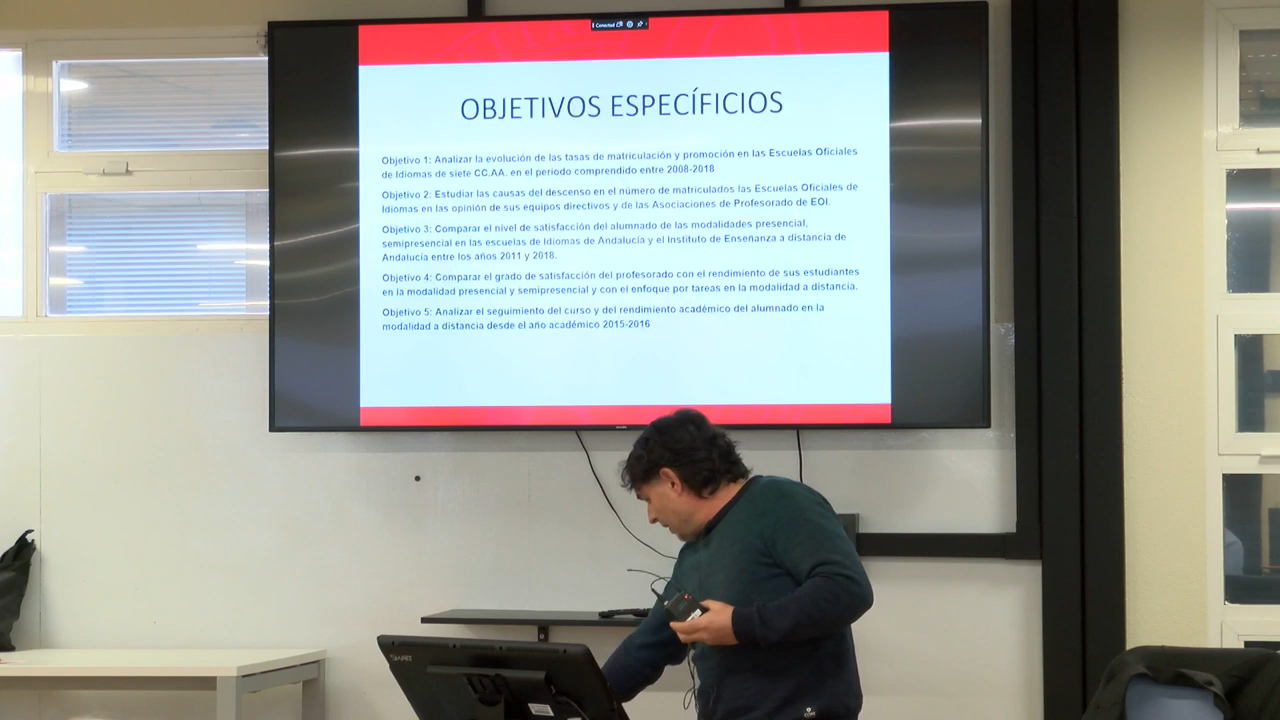 Conectad
OBJETIVOS ESPECÍFICIOS
Objetivo 1: Analizar la evolución de las tasas de matriculación y promoción en las Escuelas Oficiales
de Idiomas de siete CC.AA. en el periodo comprendido entre 2008-2018
Objetivo 2: Estudiar las causas del descenso en el número de matriculados las Escuelas Oficiales de
Idiomas en las opinión de sus equipos directivos y de las Asociaciones de Profesorado de EOI.
Objetivo 3: Comparar el nivel de satisfacción del alumnado de las modalidades presencial,
semipresencial en las escuelas de Idiomas de Andalucía y el Instituto de Enseñanza a distancia de
Andalucía entre los años 2011 y 2018.
Objetivo 4: Comparar el grado de satisfacción del profesorado con el rendimiento de sus estudiantes
en la modalidad presencial y semipresencial y con el enfoque por tareas en la modalidad a distancia.
Objetivo 5: Analizar el seguimiento del curso y del rendimiento académico del alumnado en la
modalidad a distancia desde el año académico 2015-2016